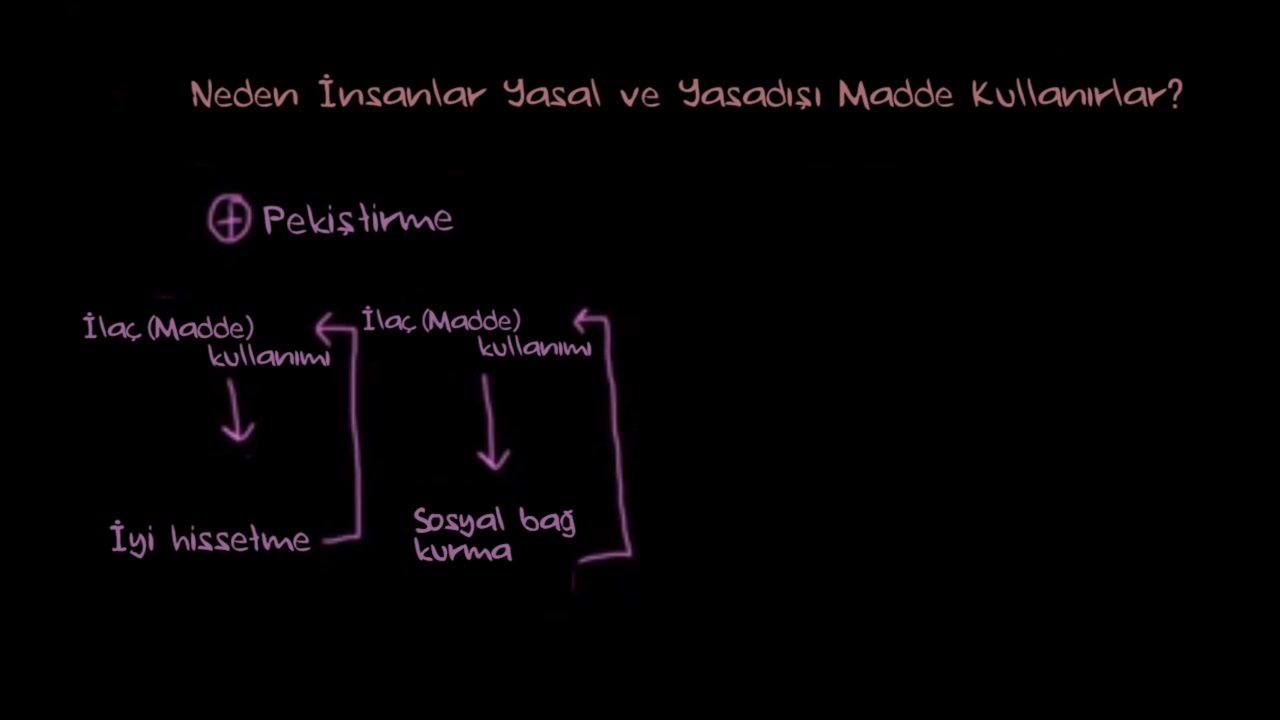 Neden İnsanlar Yasal ve Yasadışı Madde Kullanırlar?
+ Pekiştirme
İlaç (Madde)
kullanımı
İyi hissetme
İlaç (Madde)
kullanımı
Sosyal bağ
kurma